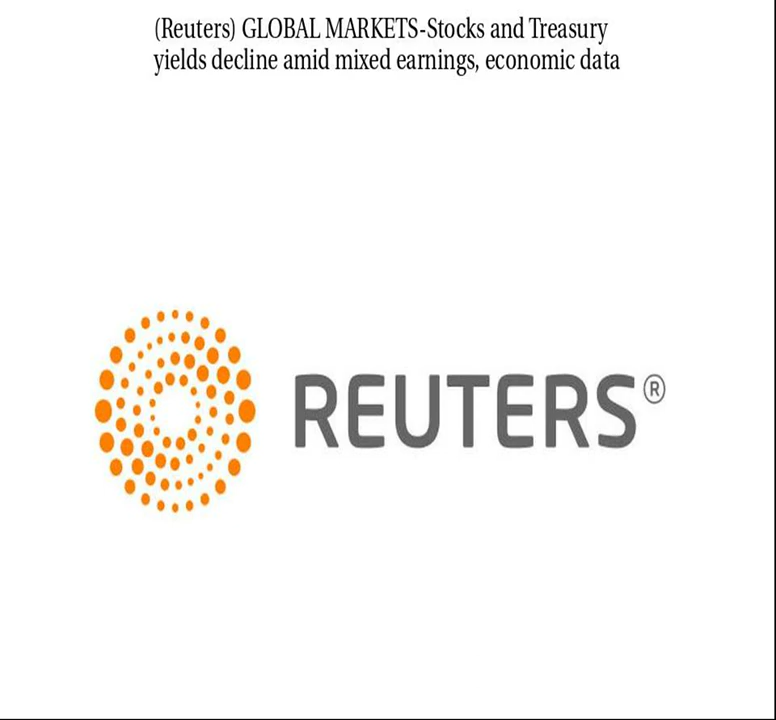 (Reuters) GLOBAL MARKETS-Stocks and Treasury
yields decline amid mixed earnings, economic data
REUTERS®